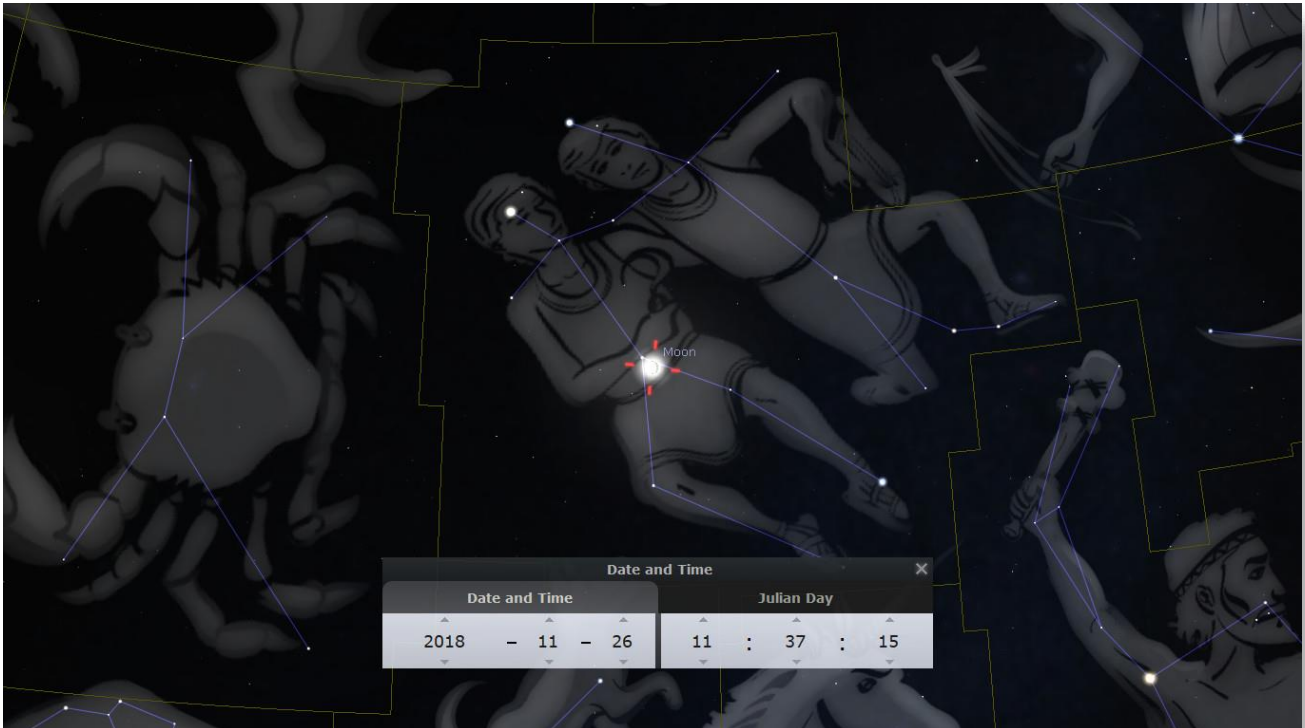 Moon
Date and Time
Date and Time Julian Day
2018 - 11 - 26 11 : 37 : 15